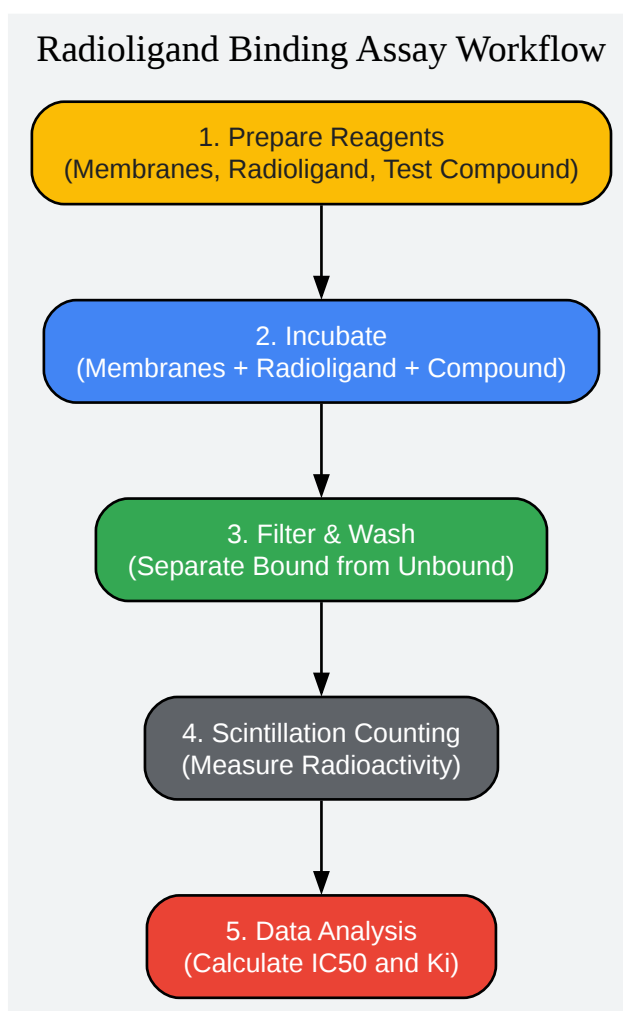 Radioligand Binding Assay Workflow
1. Prepare Reagents
(Membranes, Radioligand, Test Compound)
2. Incubate
(Membranes + Radioligand + Compound)
3. Filter & Wash
(Separate Bound from Unbound)
4. Scintillation Counting
(Measure Radioactivity)
5. Data Analysis
(Calculate IC50 and Ki)